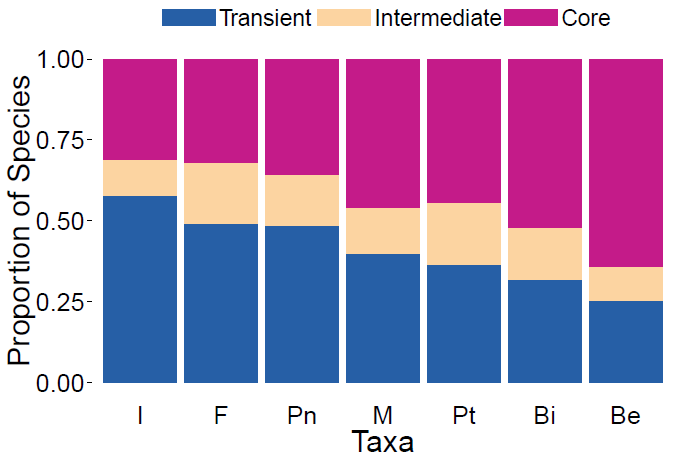 Transient Intermediate Core
1.00
0.75
0.50
0.25
0.00
Proportion of Species
I F Pn M Pt Bi Be
Taxa